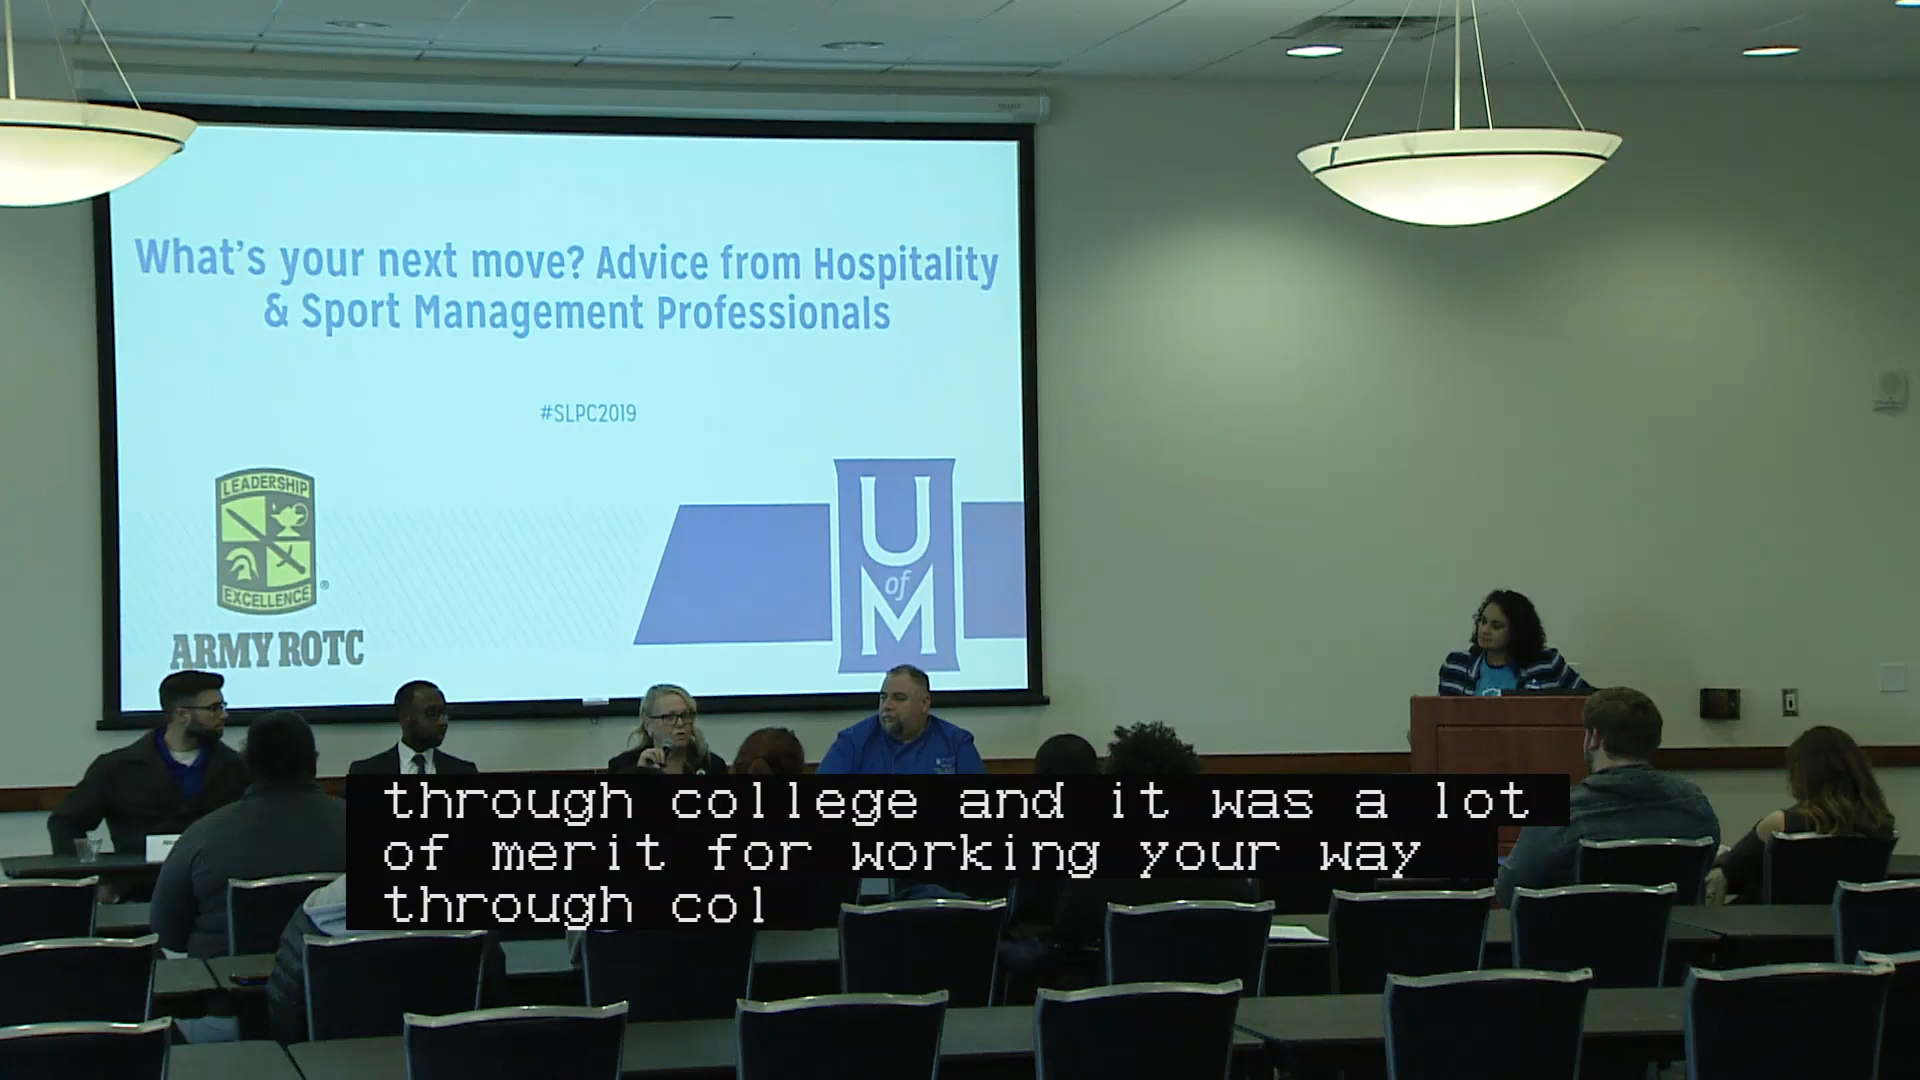 What's your next move? Advice from Hospitality
& Sport Management Professionals
#SLPC2019
LEADERSHIP
EXCELLENCE
®
ARMY ROTC
U
of
M
through college and it was a lot
of merit for working your way
through col